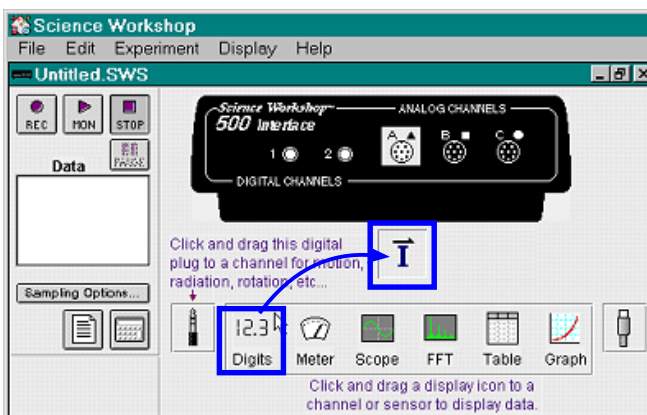 Science Workshop
File Edit Experiment Display Help
Untitled.SWS
REC MON STOP
PAUSE
Data
Sampling Options...
Science Workshop™
500 Interface
ANALOG CHANNELS
A B C
1 2
DIGITAL CHANNELS
I
Click and drag this digital
plug to a channel for motion,
radiation, rotation, etc...
12.3
Digits Meter Scope FFT Table Graph
Click and drag a display icon to a
channel or sensor to display data.